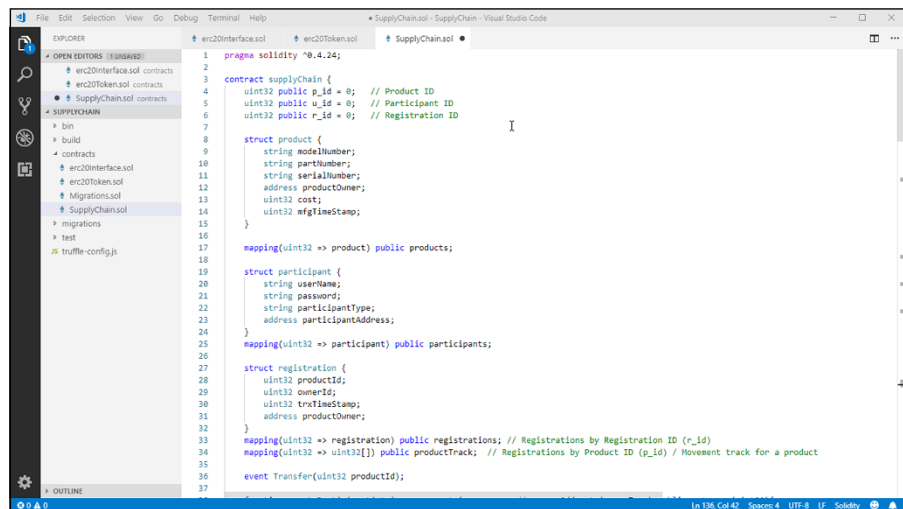 File Edit Selection View Go Debug Terminal Help
● SupplyChain.sol - SupplyChain - Visual Studio Code
EXPLORER
OPEN EDITORS 1 UNSAVED
erc20Interface.sol contracts
erc20Token.sol contracts
● SupplyChain.sol contracts
SUPPLYCHAIN
bin
build
contracts
erc20Interface.sol
erc20Token.sol
Migrations.sol
SupplyChain.sol
migrations
test
JS truffle-config.js
OUTLINE
erc20Interface.sol erc20Token.sol SupplyChain.sol ●
1 pragma solidity ^0.4.24;
2
3 contract supplyChain {
4 uint32 public p_id = 0; // Product ID
5 uint32 public u_id = 0; // Participant ID
6 uint32 public r_id = 0; // Registration ID
7
8 struct product {
9 string modelNumber;
10 string partNumber;
11 string serialNumber;
12 address productOwner;
13 uint32 cost;
14 uint32 mfgTimeStamp;
15 }
16
17 mapping(uint32 => product) public products;
18
19 struct participant {
20 string userName;
21 string password;
22 string participantType;
23 address participantAddress;
24 }
25 mapping(uint32 => participant) public participants;
26
27 struct registration {
28 uint32 productId;
29 uint32 ownerId;
30 uint32 trxTimeStamp;
31 address productOwner;
32 }
33 mapping(uint32 => registration) public registrations; // Registrations by Registration ID (r_id)
34 mapping(uint32 => uint32[]) public productTrack; // Registrations by Product ID (p_id) / Movement track for a product
35
36 event Transfer(uint32 productId);
37
0 0 Ln 136, Col 42 Spaces: 4 UTF-8 LF Solidity